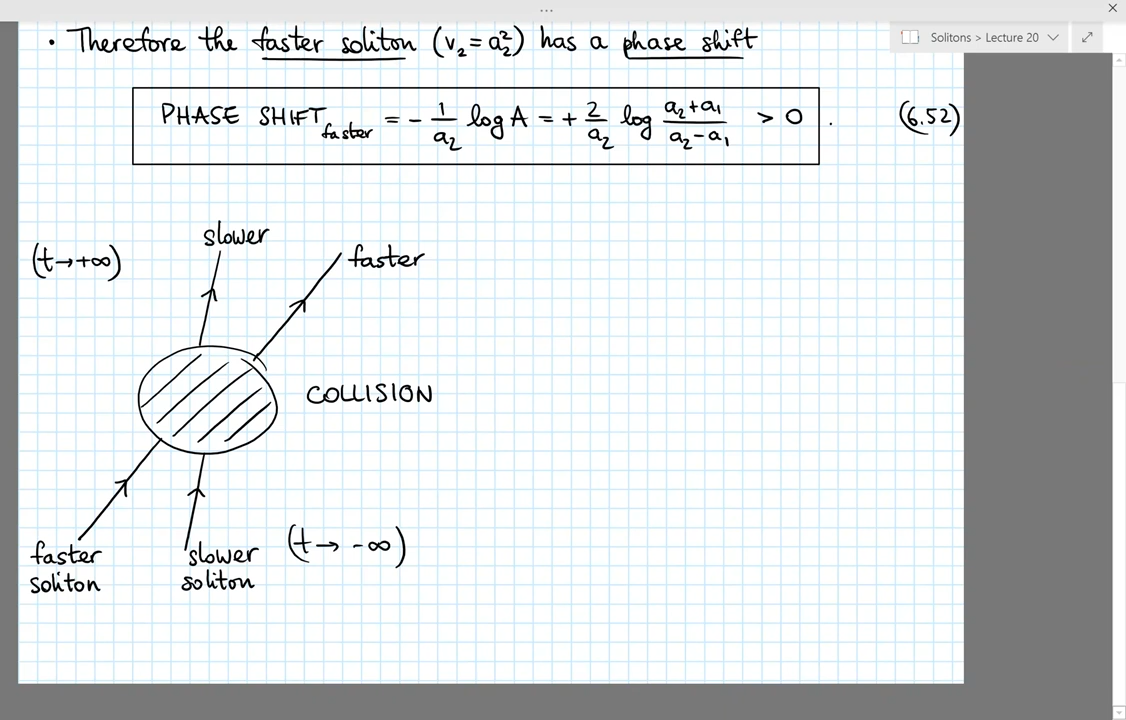 • Therefore the faster soliton (v₂ = a₂²) has a phase shift
Solitons > Lecture 20
PHASE SHIFT_faster = - 1/a₂ log A = + 2/a₂ log (a₂+a₁)/(a₂-a₁) > 0 . (6.52)
slower
(t→+∞)
faster
COLLISION
(t→ -∞)
faster
soliton
slower
soliton